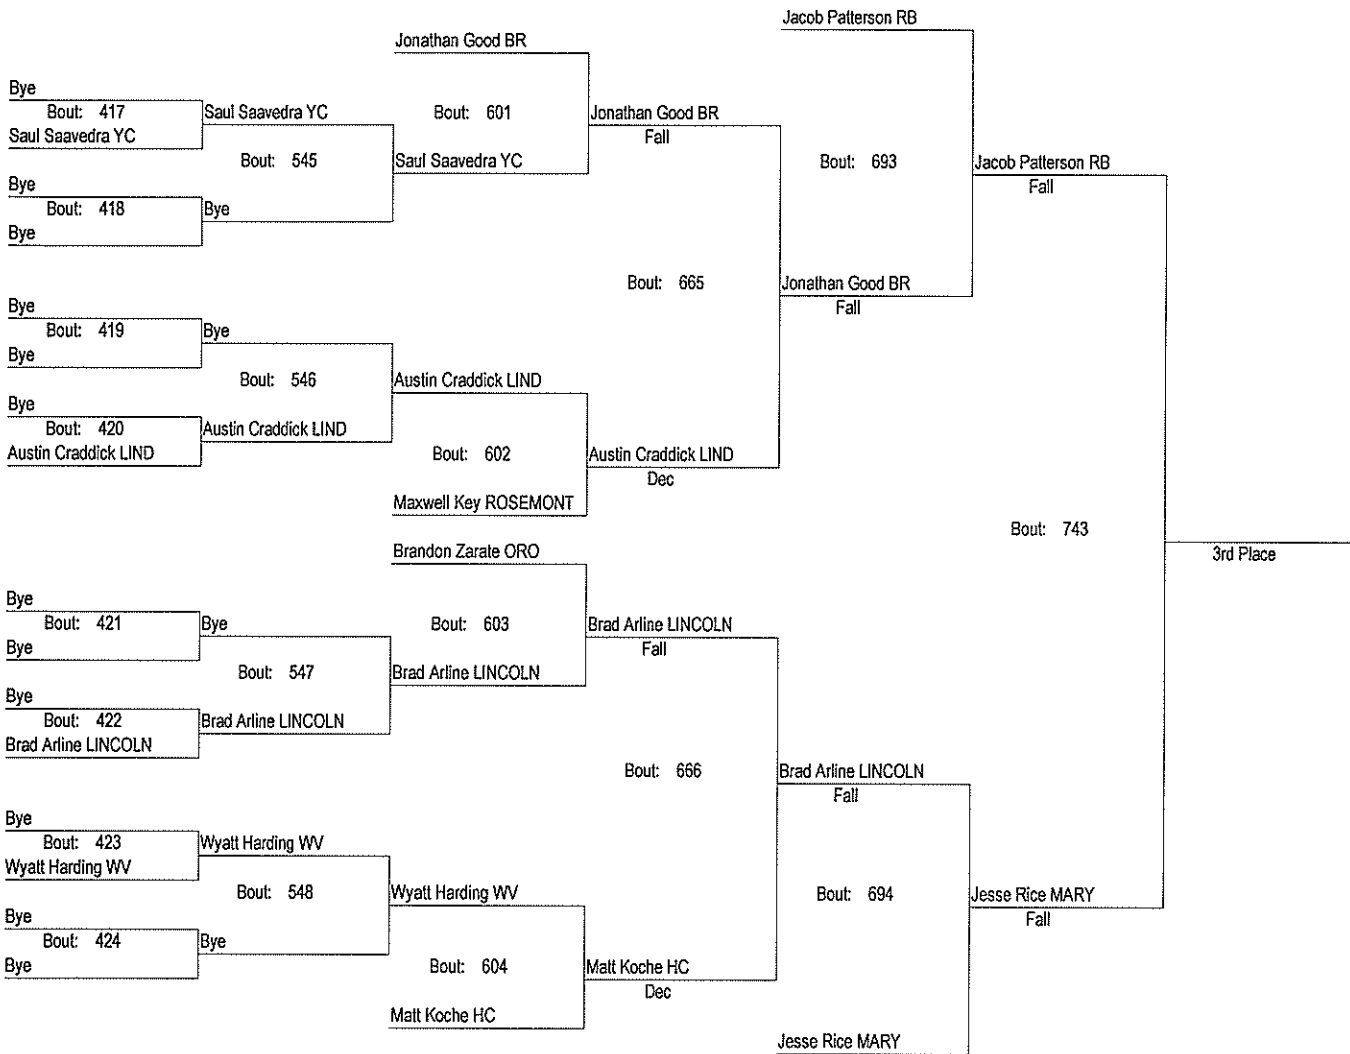 Jacob Patterson RB
Jonathan Good BR
Bye
Bout: 417
Saul Saavedra YC
Saul Saavedra YC
Bout: 601
Jonathan Good BR
Fall
Bout: 545
Saul Saavedra YC
Bout: 693
Jacob Patterson RB
Fall
Bye
Bout: 418
Bye
Bye
Bout: 665
Jonathan Good BR
Fall
Bye
Bout: 419
Bye
Bye
Bout: 546
Austin Craddick LIND
Bye
Bout: 420
Austin Craddick LIND
Austin Craddick LIND
Bout: 602
Austin Craddick LIND
Dec
Maxwell Key ROSEMONT
Bout: 743
3rd Place
Brandon Zarate ORO
Bye
Bout: 421
Bye
Bye
Bout: 603
Brad Arline LINCOLN
Fall
Bout: 547
Brad Arline LINCOLN
Bye
Bout: 422
Brad Arline LINCOLN
Brad Arline LINCOLN
Bout: 666
Brad Arline LINCOLN
Fall
Bye
Bout: 423
Wyatt Harding WV
Wyatt Harding WV
Bout: 548
Wyatt Harding WV
Bout: 694
Jesse Rice MARY
Fall
Bye
Bout: 424
Bye
Bye
Bout: 604
Matt Koche HC
Dec
Matt Koche HC
Jesse Rice MARY